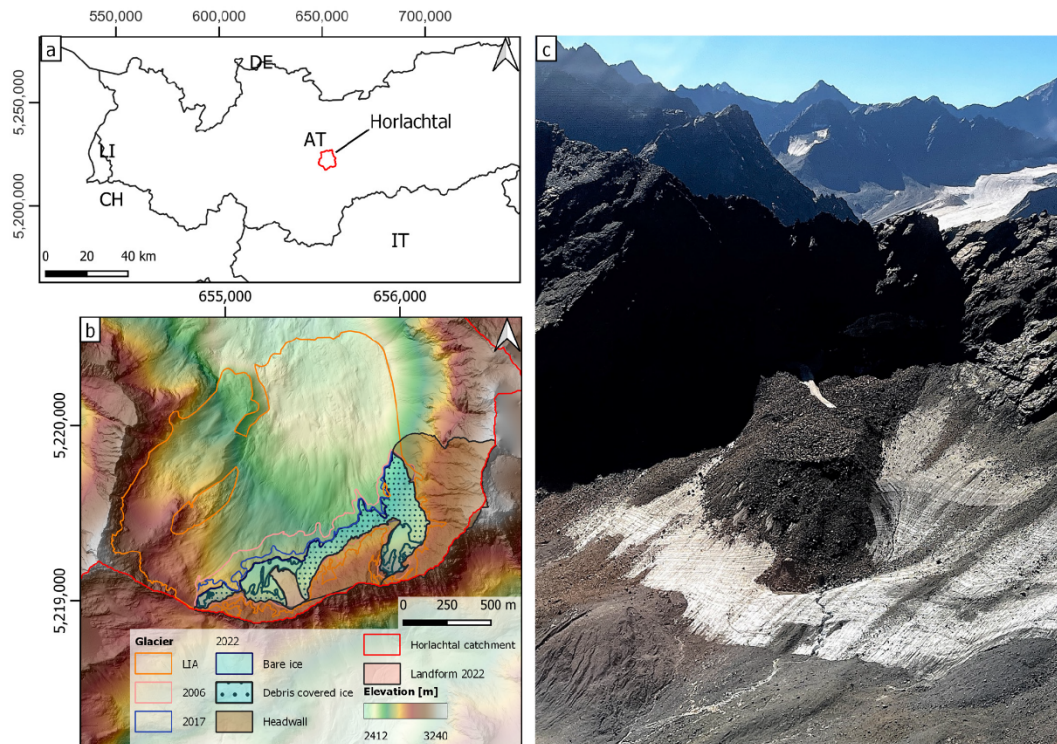 550,000 600,000 650,000 700,000
a
DE
5,250,000
Horlachtal
AT
LI
CH
5,200,000
IT
0 20 40 km
655,000 656,000
b
5,220,000
5,219,000
0 250 500 m
Glacier 2022
LIA Bare ice Horlachtal catchment
2006 Debris covered ice Landform 2022
2017 Headwall Elevation [m]
2412 3240
c